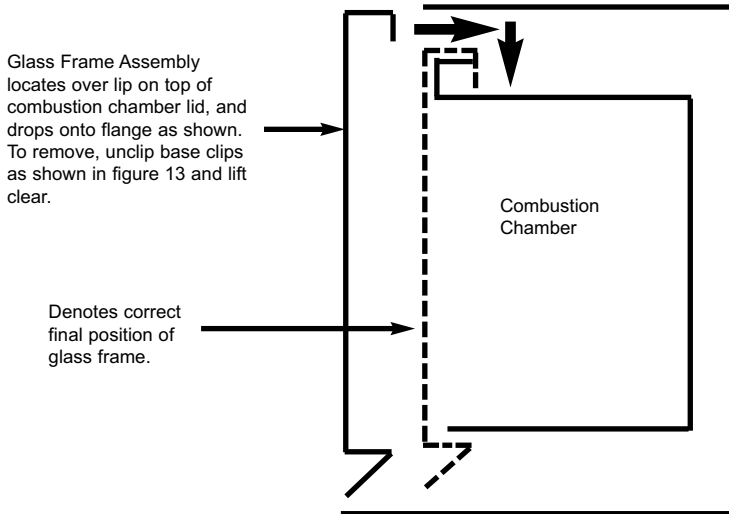 Glass Frame Assembly
locates over lip on top of
combustion chamber lid, and
drops onto flange as shown.
To remove, unclip base clips
as shown in figure 13 and lift
clear.
Combustion
Chamber
Denotes correct
final position of
glass frame.